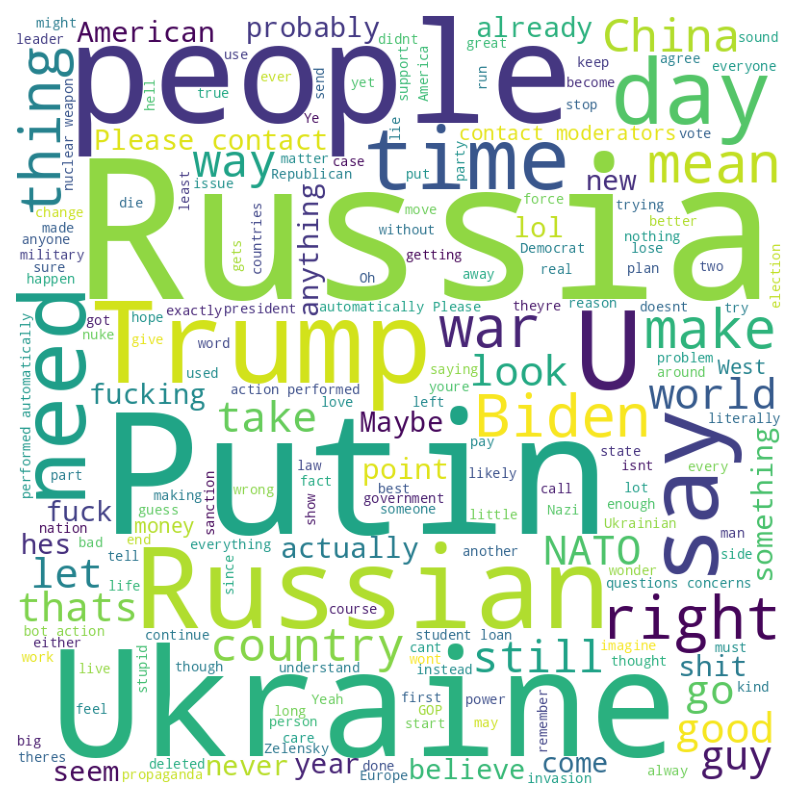 might
leader
American
probably
already
didnt
great
China
sound
agree
everyone
use
ever
true
hell
send
yet
support
America
run
keep
become
stop
people
day
thing
nuclear weapon
Ye
lie
Please contact
contact moderators
vote
time
mean
way
matter
case
put
party
Republican
issue
least
die
new
force
trying
better
Russia
change
made
anyone
military
sure
happen
gets
countries
anything
move
without
getting
lol
Democrat
real
nothing
lose
plan
two
away
Oh
election
need
got
hope
exactly
president
automatically Please
theyre
reason
doesnt
try
nuke
give
word
Trump
war
U
make
used
action performed
saying
youre
look
problem
around
West
performed automatically
fucking
love
left
Biden
world
literally
part
take
Maybe
pay
say
Putin
point
likely
state
isnt
every
fuck
making
wrong
law
fact
best
government
someone
call
little
Nazi
lot
enough
Ukrainian
man
side
something
nation
guess
money
sanction
show
hes
bad
end
everything
actually
another
NATO
wonder
let
tell
life
since
questions concerns
thats
Russian
course
right
bot action
either
work
continue
country
student loan
cant
wont
still
imagine
thought
must
kind
shit
live
stupid
though
understand
instead
go
feel
Ukraine
Yeah
first
power
long
person
GOP
start
may
remember
good
big
theres
care
Zelensky
guy
seem
propaganda
deleted
never
year
done
Europe
believe
come
invasion
alway